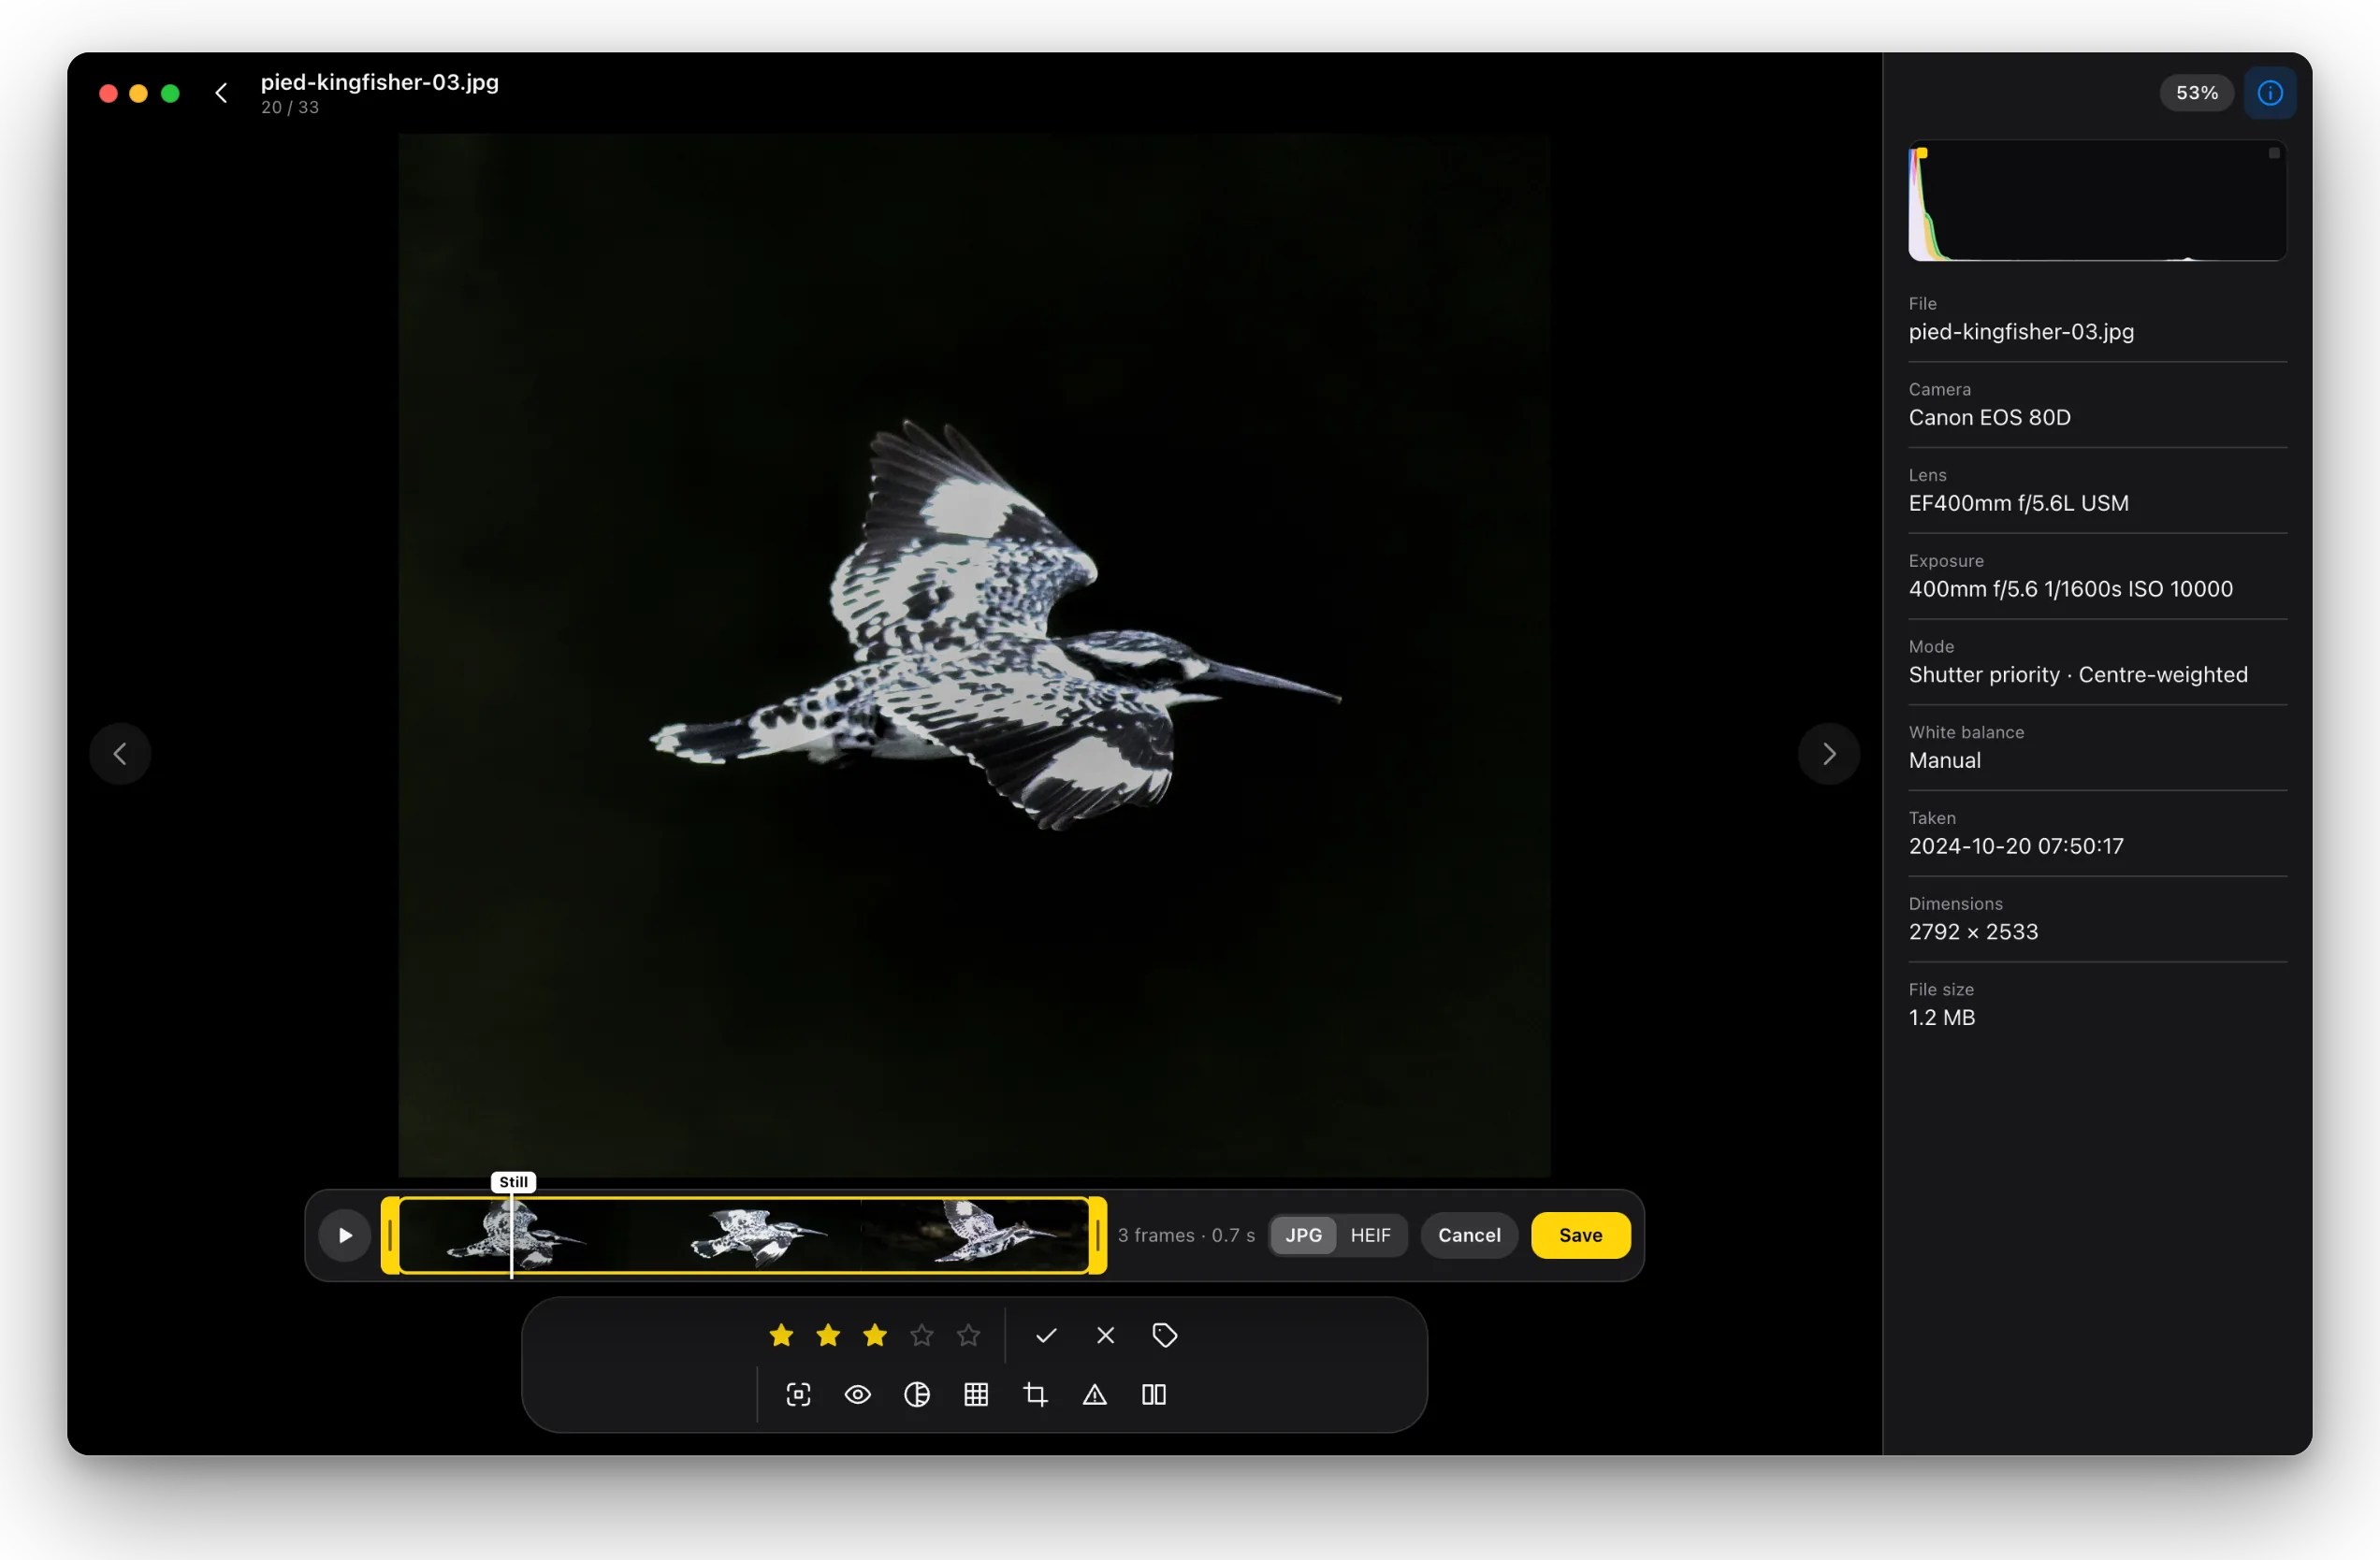 pied-kingfisher-03.jpg
20 / 33
53%
File
pied-kingfisher-03.jpg
Camera
Canon EOS 80D
Lens
EF400mm f/5.6L USM
Exposure
400mm f/5.6 1/1600s ISO 10000
Mode
Shutter priority · Centre-weighted
White balance
Manual
Taken
2024-10-20 07:50:17
Dimensions
2792 × 2533
File size
1.2 MB
Still
3 frames · 0.7 s
JPG
HEIF
Cancel
Save